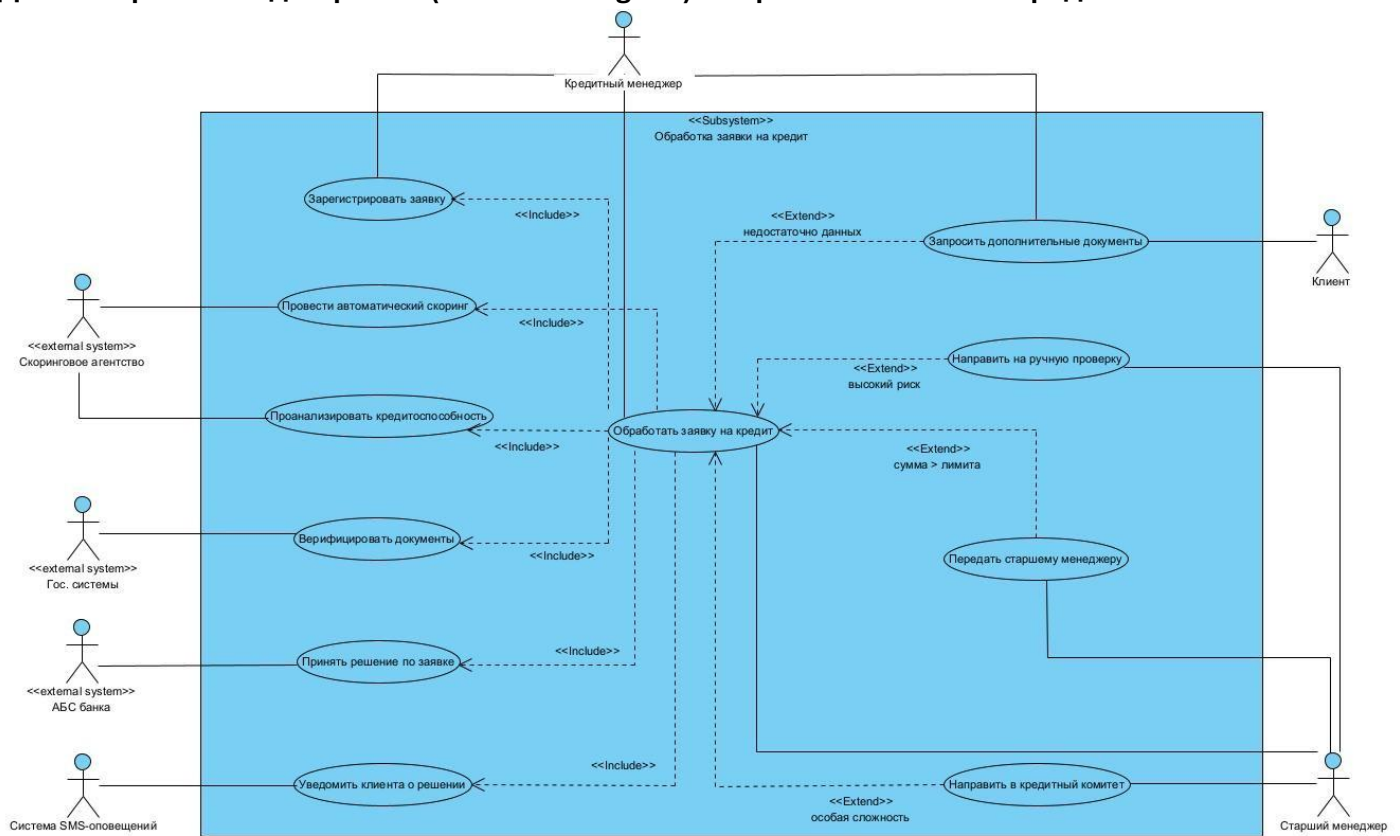 Кредитный менеджер
<<Subsystem>>
Обработка заявки на кредит
Зарегистрировать заявку
<<Include>>
<<Extend>>
недостаточно данных
Запросить дополнительные документы
Клиент
<<external system>>
Скоринговое агентство
Провести автоматический скоринг
<<Include>>
<<Extend>>
высокий риск
Направить на ручную проверку
Проанализировать кредитоспособность
<<Include>>
Обработать заявку на кредит
<<Extend>>
сумма > лимита
<<external system>>
Гос. системы
Верифицировать документы
<<Include>>
Передать старшему менеджеру
<<external system>>
АБС банка
Принять решение по заявке
<<Include>>
Система SMS-оповещений
Уведомить клиента о решении
<<Include>>
<<Extend>>
особая сложность
Направить в кредитный комитет
Старший менеджер